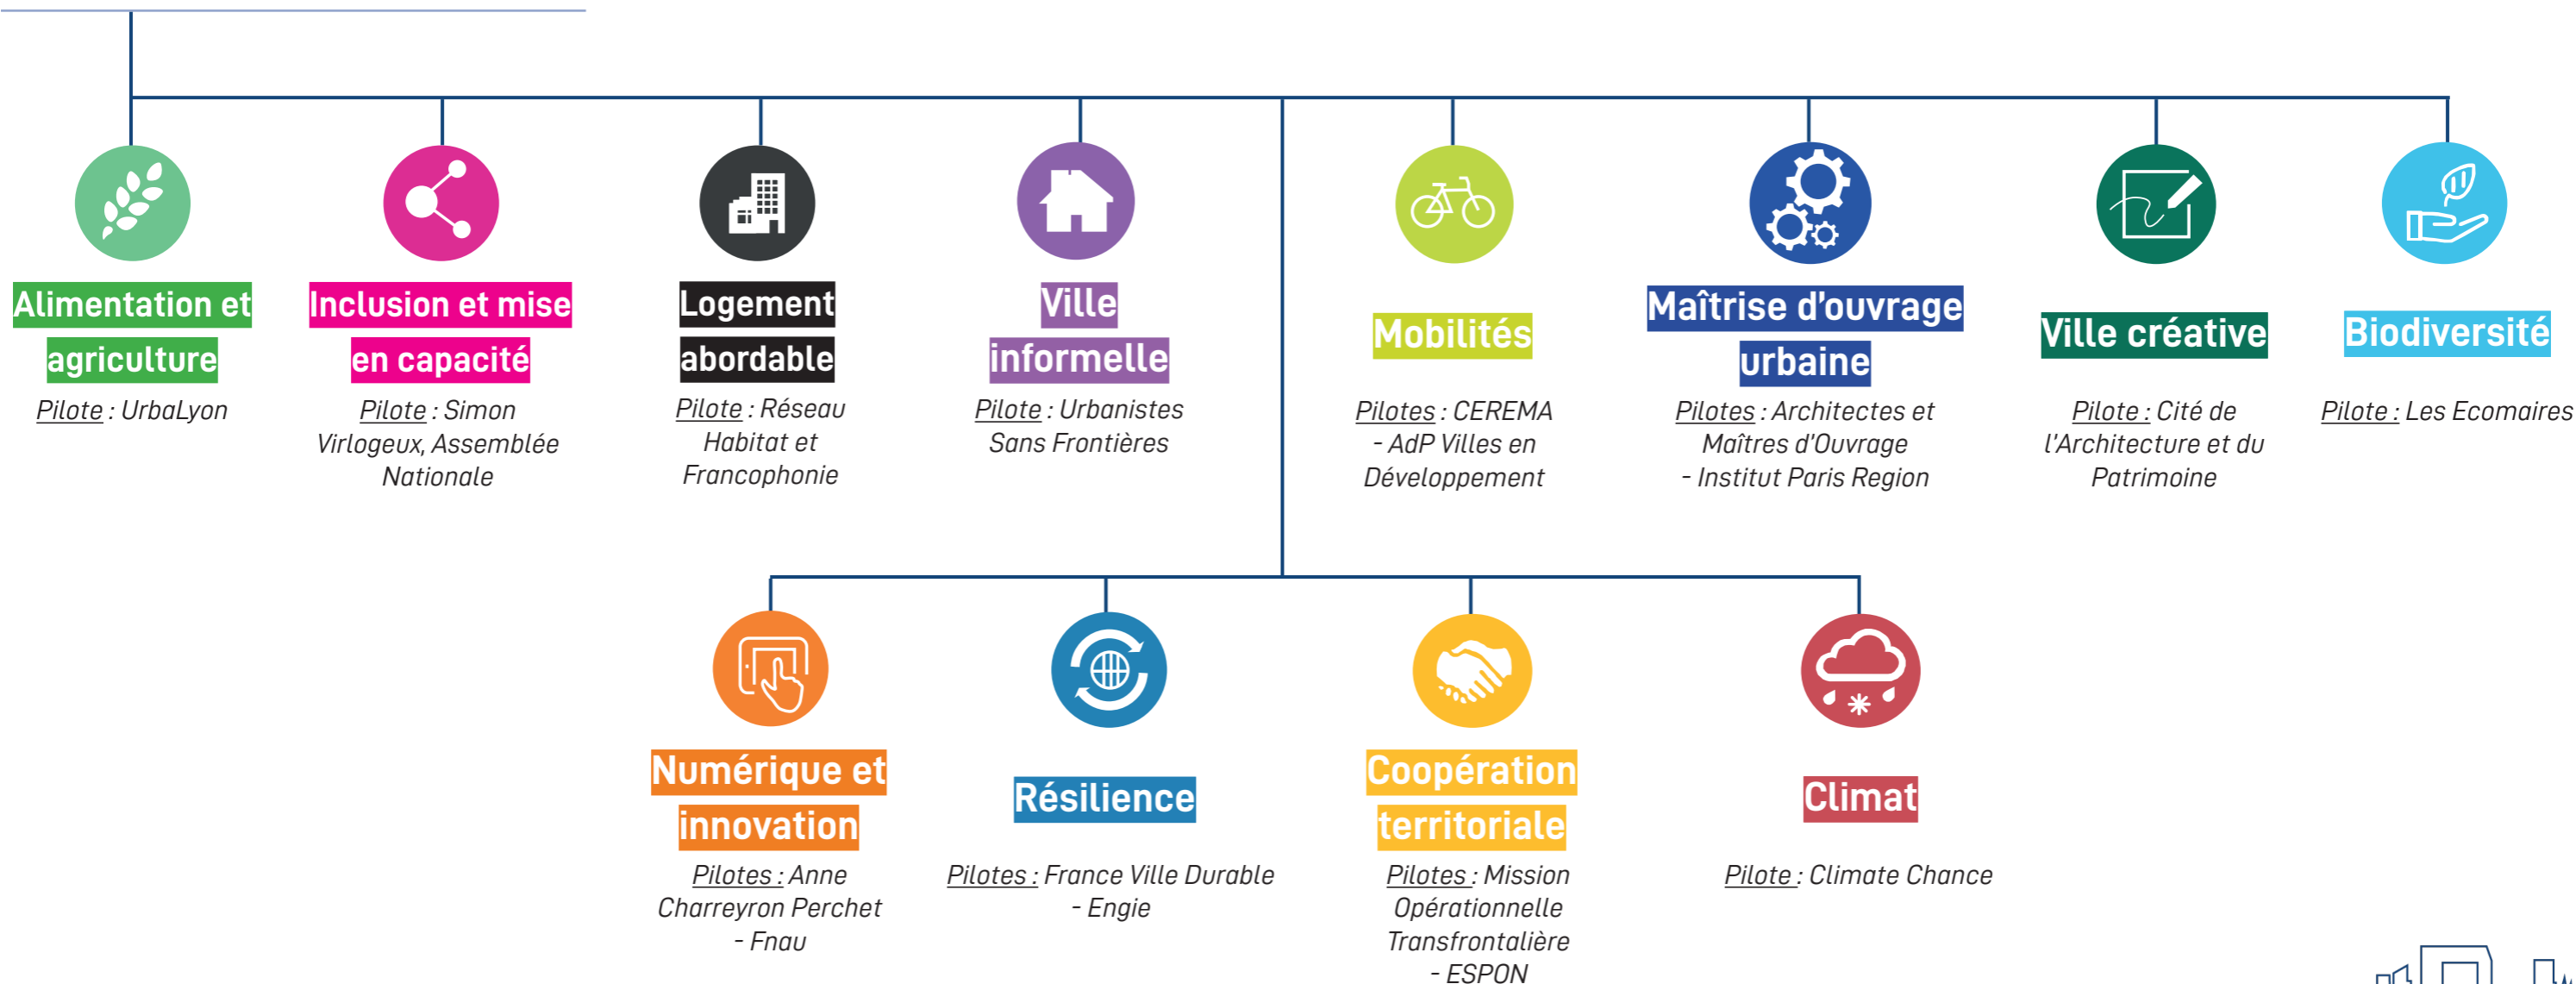 Alimentation et
agriculture
Pilote : UrbaLyon
Inclusion et mise
en capacité
Pilote : Simon
Virlogeux, Assemblée
Nationale
Logement
abordable
Pilote : Réseau
Habitat et
Francophonie
Ville
informelle
Pilote : Urbanistes
Sans Frontières
Mobilités
Pilotes : CEREMA
- AdP Villes en
Développement
Maîtrise d'ouvrage
urbaine
Pilotes : Architectes et
Maîtres d'Ouvrage
- Institut Paris Region
Ville créative
Pilote : Cité de
l'Architecture et du
Patrimoine
Biodiversité
Pilote : Les Ecomaires
Numérique et
innovation
Pilotes : Anne
Charreyron Perchet
- Fnau
Résilience
Pilotes : France Ville Durable
- Engie
Coopération
territoriale
Pilotes : Mission
Opérationnelle
Transfrontalière
- ESPON
Climat
Pilote : Climate Chance